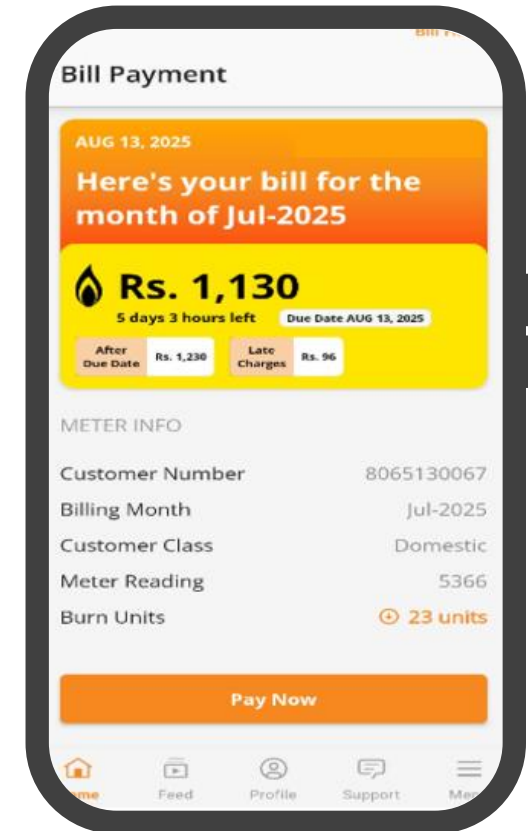 Bill Payment
AUG 13, 2025
Here's your bill for the
month of Jul-2025
Rs. 1,130
5 days 3 hours left Due Date AUG 13, 2025
After Due Date Rs. 1,230 Late Charges Rs. 96
METER INFO
Customer Number 8065130067
Billing Month Jul-2025
Customer Class Domestic
Meter Reading 5366
Burn Units 23 units
Pay Now
Feed Profile Support